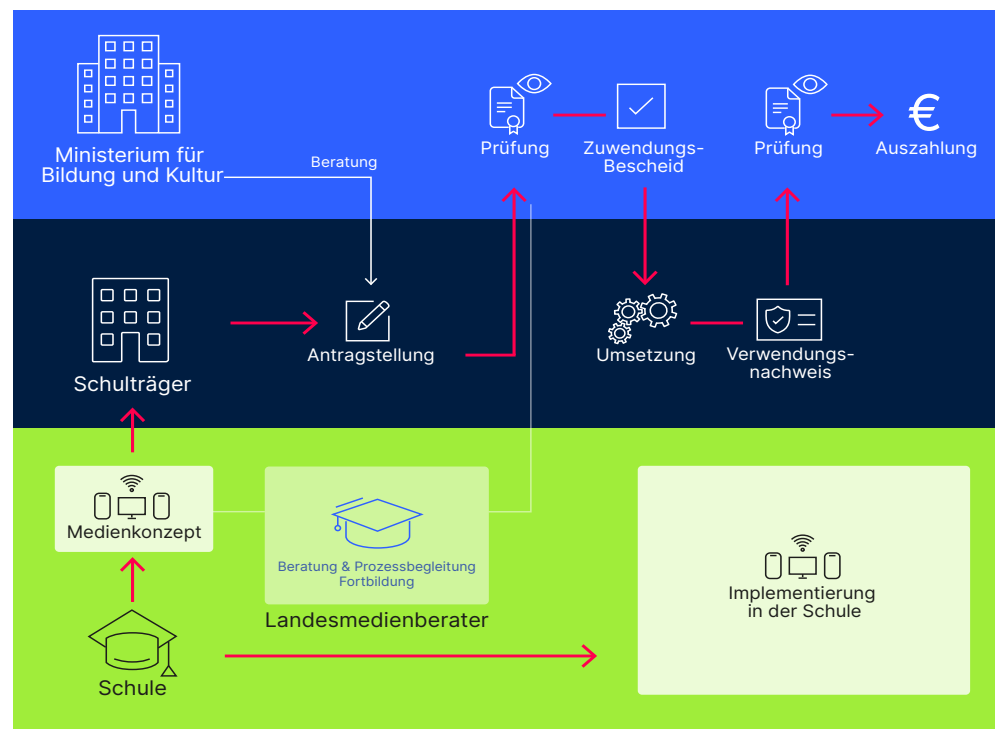 Ministerium für
Bildung und Kultur
Beratung
Prüfung
Zuwendungs-
Bescheid
Prüfung
€
Auszahlung
Schulträger
Antragstellung
Umsetzung
Verwendungs-
nachweis
Medienkonzept
Beratung & Prozessbegleitung
Fortbildung
Landesmedienberater
Implementierung
in der Schule
Schule